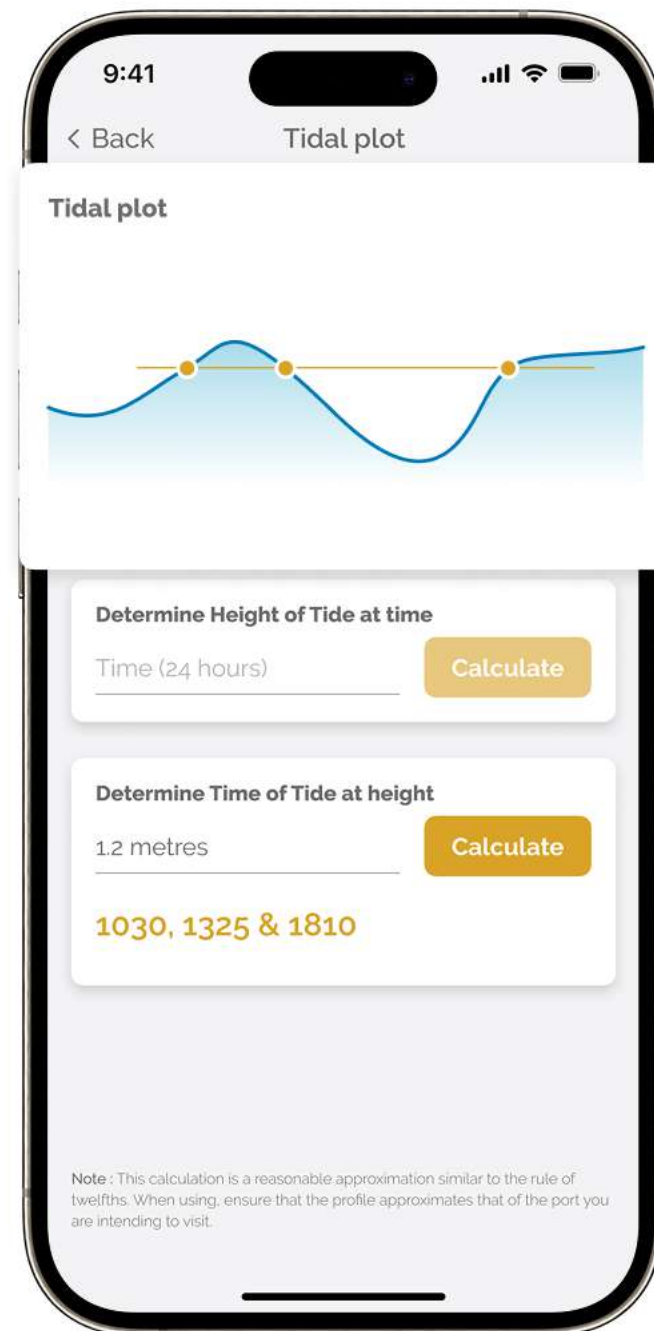 9:41
< Back Tidal plot
Tidal plot
Determine Height of Tide at time
Time (24 hours) Calculate
Determine Time of Tide at height
1.2 metres Calculate
1030, 1325 & 1810
Note : This calculation is a reasonable approximation similar to the rule of
twelfths. When using, ensure that the profile approximates that of the port you
are intending to visit.